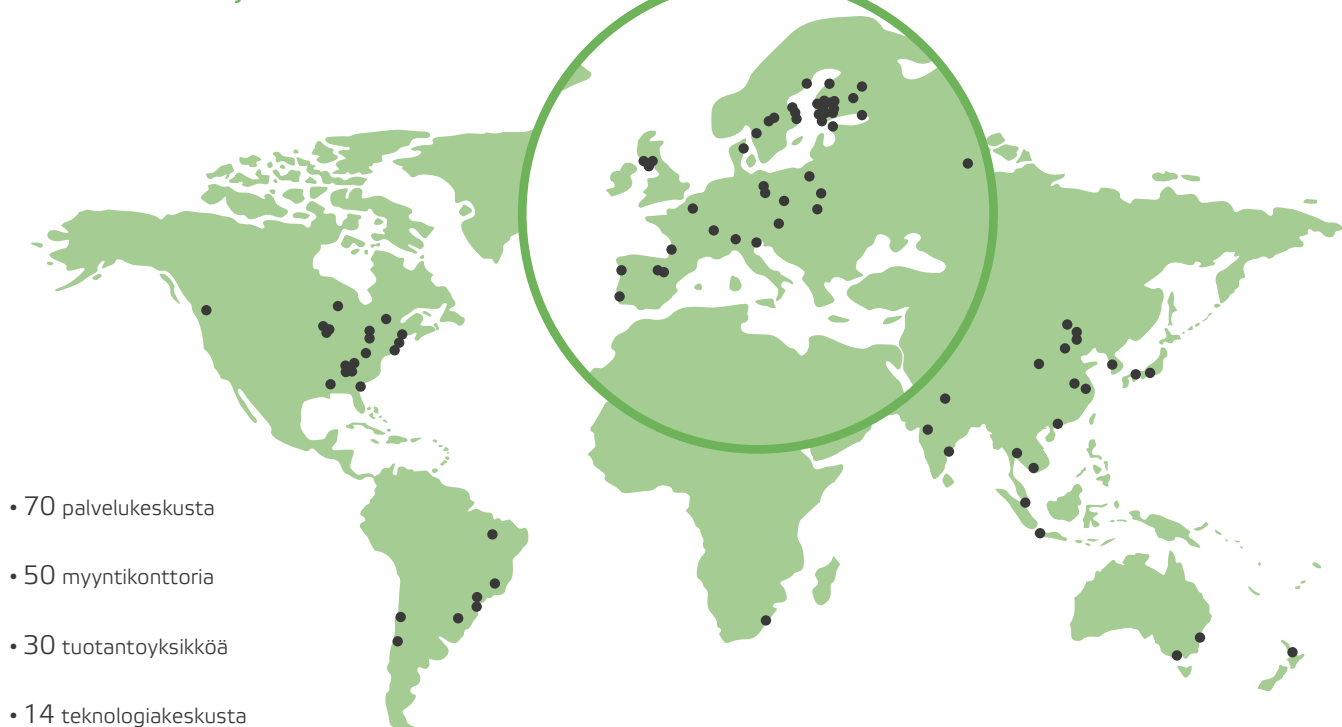 • 70 palvelukeskusta
• 50 myyntikonttoria
• 30 tuotantoyksikköä
• 14 teknologiakeskusta